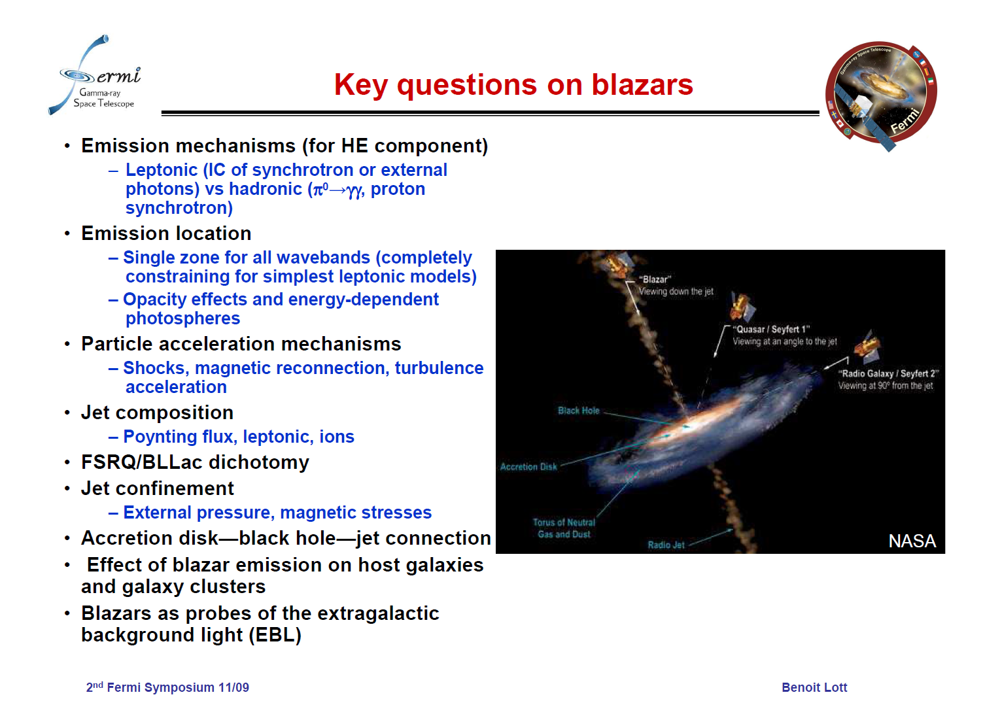 Fermi
Gamma-ray
Space Telescope
Key questions on blazars
Gamma-ray Space Telescope
Fermi
• Emission mechanisms (for HE component)
– Leptonic (IC of synchrotron or external
photons) vs hadronic (π⁰→γγ, proton
synchrotron)
• Emission location
– Single zone for all wavebands (completely
constraining for simplest leptonic models)
– Opacity effects and energy-dependent
photospheres
• Particle acceleration mechanisms
– Shocks, magnetic reconnection, turbulence
acceleration
• Jet composition
– Poynting flux, leptonic, ions
• FSRQ/BLLac dichotomy
• Jet confinement
– External pressure, magnetic stresses
• Accretion disk—black hole—jet connection
• Effect of blazar emission on host galaxies
and galaxy clusters
• Blazars as probes of the extragalactic
background light (EBL)
"Blazar"
Viewing down the jet
"Quasar / Seyfert 1"
Viewing at an angle to the jet
"Radio Galaxy / Seyfert 2"
Viewing at 90º from the jet
Black Hole
Accretion Disk
Torus of Neutral
Gas and Dust
Radio Jet
NASA
2nd Fermi Symposium 11/09
Benoit Lott